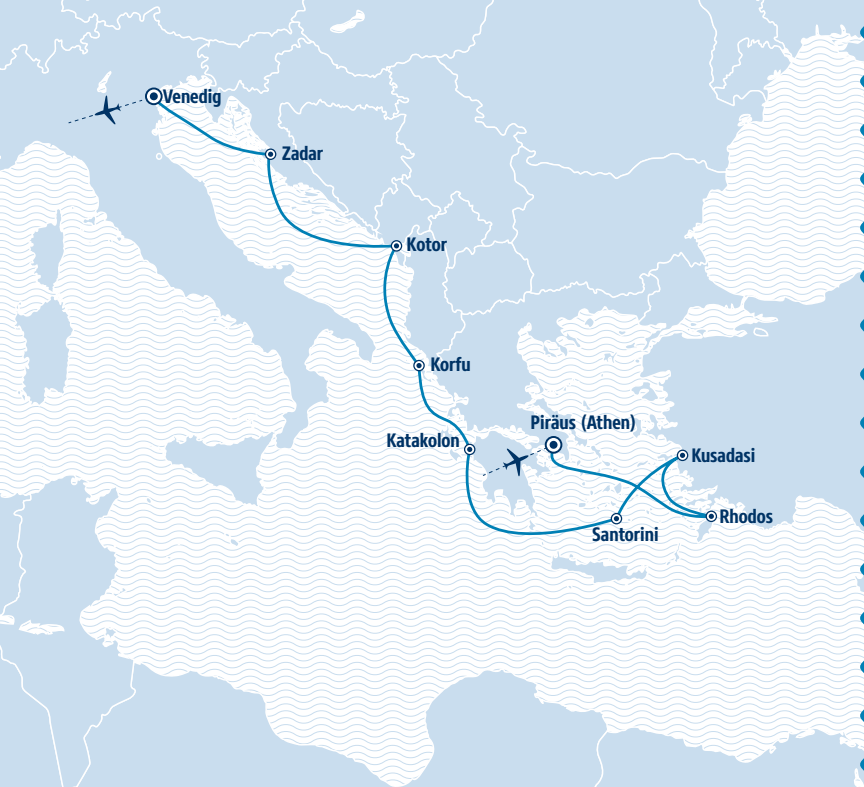 Venedig
Zadar
Kotor
Korfu
Piräus (Athen)
Katakolon
Kusadasi
Rhodos
Santorini